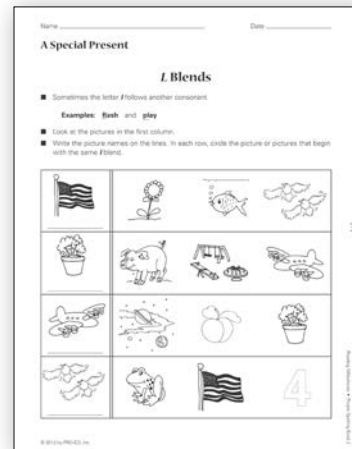 Name
Date
A Special Present
L Blends
■ Sometimes the letter l follows another consonant.
Examples: flash and play
■ Look at the pictures in the first column.
■ Write the picture names on the lines. In each row, circle the picture or pictures that begin
with the same l blend.
4